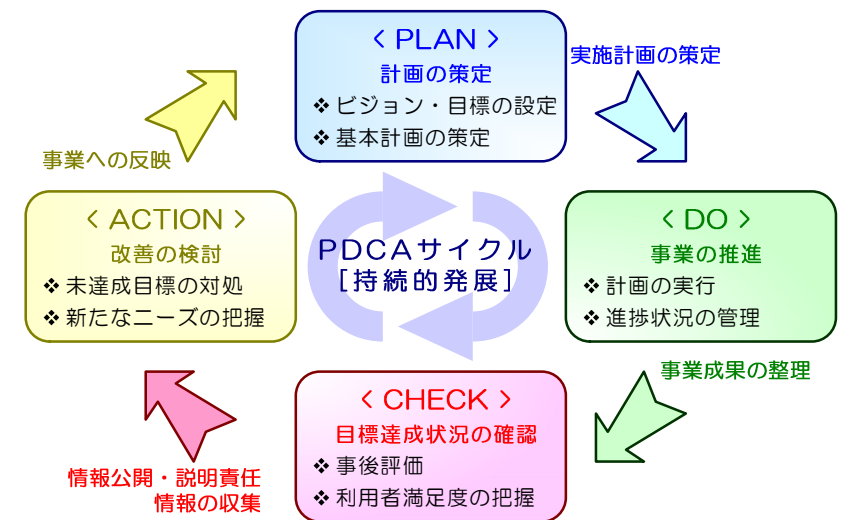 < PLAN >
計画の策定
❖ ビジョン・目標の設定
❖ 基本計画の策定
実施計画の策定
事業への反映
< ACTION >
改善の検討
❖ 未達成目標の対処
❖ 新たなニーズの把握
PDCAサイクル
[持続的発展]
< DO >
事業の推進
❖ 計画の実行
❖ 進捗状況の管理
事業成果の整理
< CHECK >
目標達成状況の確認
❖ 事後評価
❖ 利用者満足度の把握
情報公開・説明責任
情報の収集